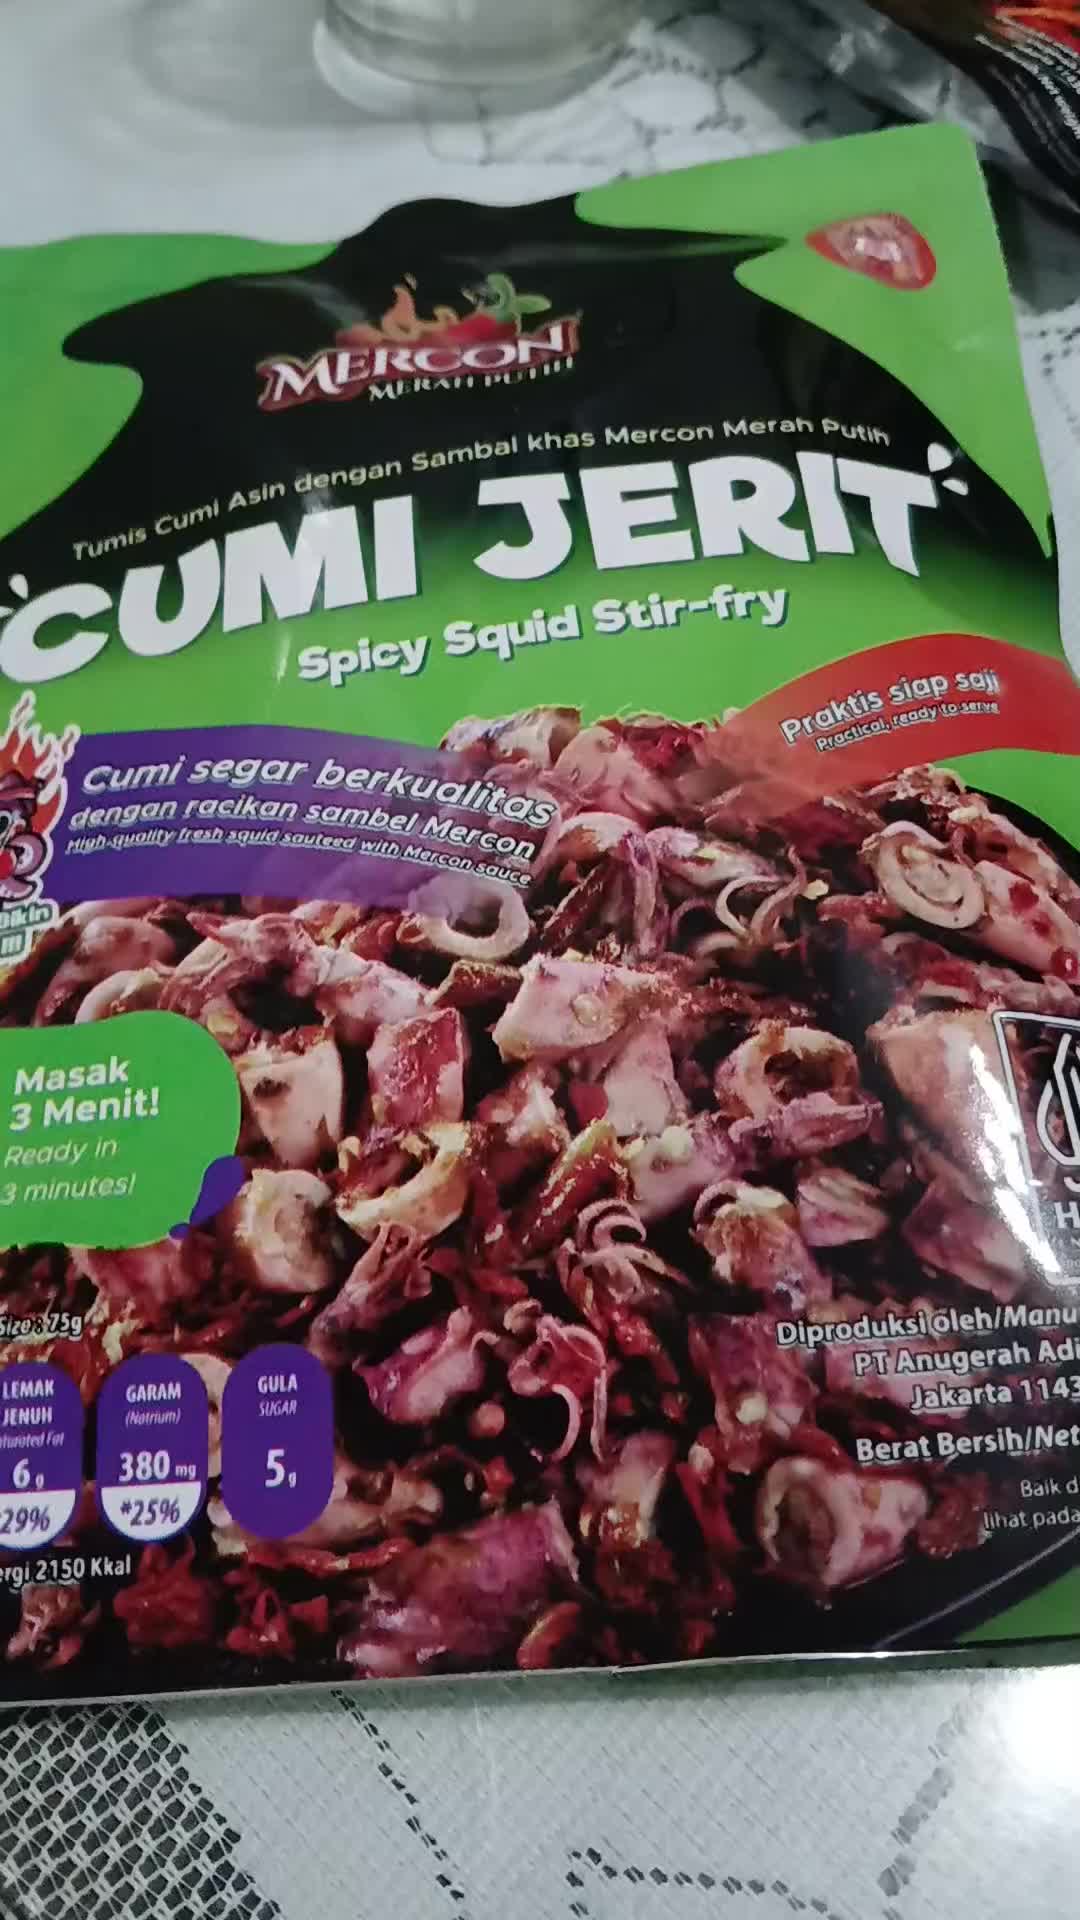 MERCON
MERAH PUTIH
Tumis Cumi Asin dengan Sambal khas Mercon Merah Putih
CUMI JERIT
Spicy Squid Stir-fry
Praktis siap saji
Practical, ready to serve
Cumi segar berkualitas
dengan racikan sambel Mercon
High-quality fresh squid sauteed with Mercon sauce
Masak
3 Menit!
Ready in
3 minutes!
Size : 75g
LEMAK
JENUH
Fat
6g
29%
GARAM
(Natrium)
380 mg
*25%
GULA
SUGAR
5g
2150 Kkal
Diproduksi oleh/Manu
PT Anugerah Adi
Jakarta 1143
Berat Bersih/Net
Baik d
lihat pada